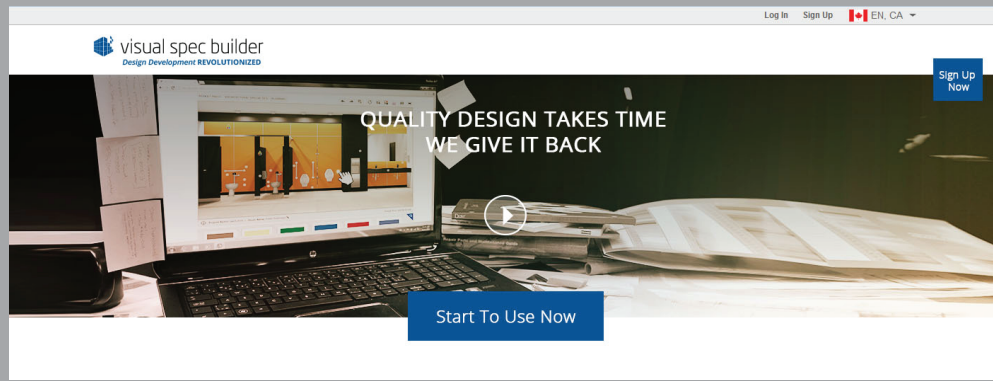 Log In Sign Up EN, CA
visual spec builder
Design Development REVOLUTIONIZED
Sign Up
Now
QUALITY DESIGN TAKES TIME
WE GIVE IT BACK
Start To Use Now